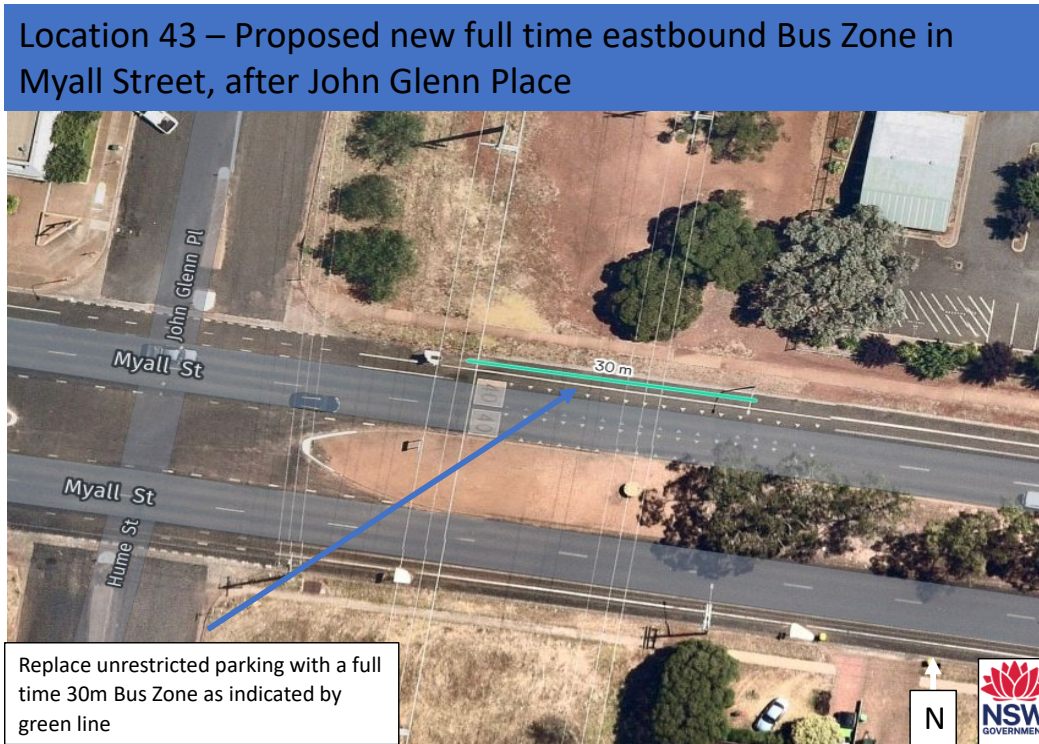 Location 43 – Proposed new full time eastbound Bus Zone in
Myall Street, after John Glenn Place
John Glenn Pl
Myall St
30 m
40
Myall St
Hume St
Replace unrestricted parking with a full
time 30m Bus Zone as indicated by
green line
N
NSW
GOVERNMENT